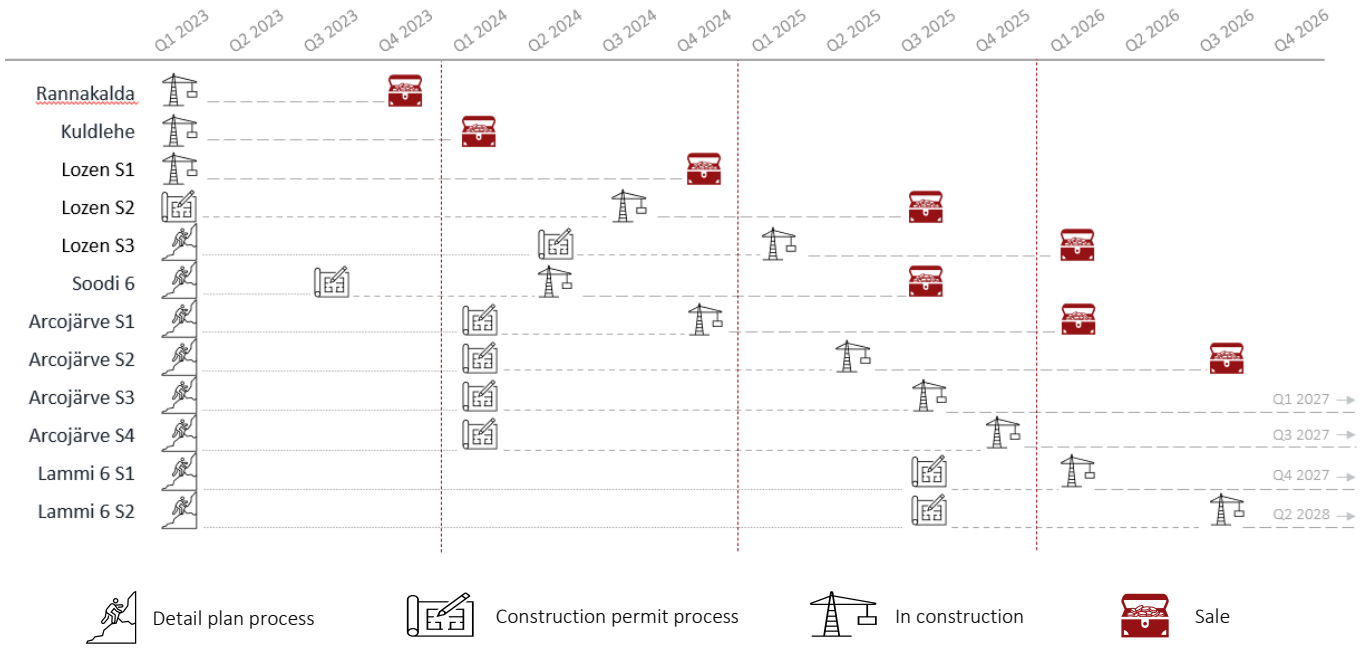 Q1 2023 Q2 2023 Q3 2023 Q4 2023 Q1 2024 Q2 2024 Q3 2024 Q4 2024 Q1 2025 Q2 2025 Q3 2025 Q4 2025 Q1 2026 Q2 2026 Q3 2026 Q4 2026
Rannakalda
Kuldlehe
Lozen S1
Lozen S2
Lozen S3
Soodi 6
Arcojärve S1
Arcojärve S2
Arcojärve S3 Q1 2027
Arcojärve S4 Q3 2027
Lammi 6 S1 Q4 2027
Lammi 6 S2 Q2 2028
Detail plan process Construction permit process In construction Sale